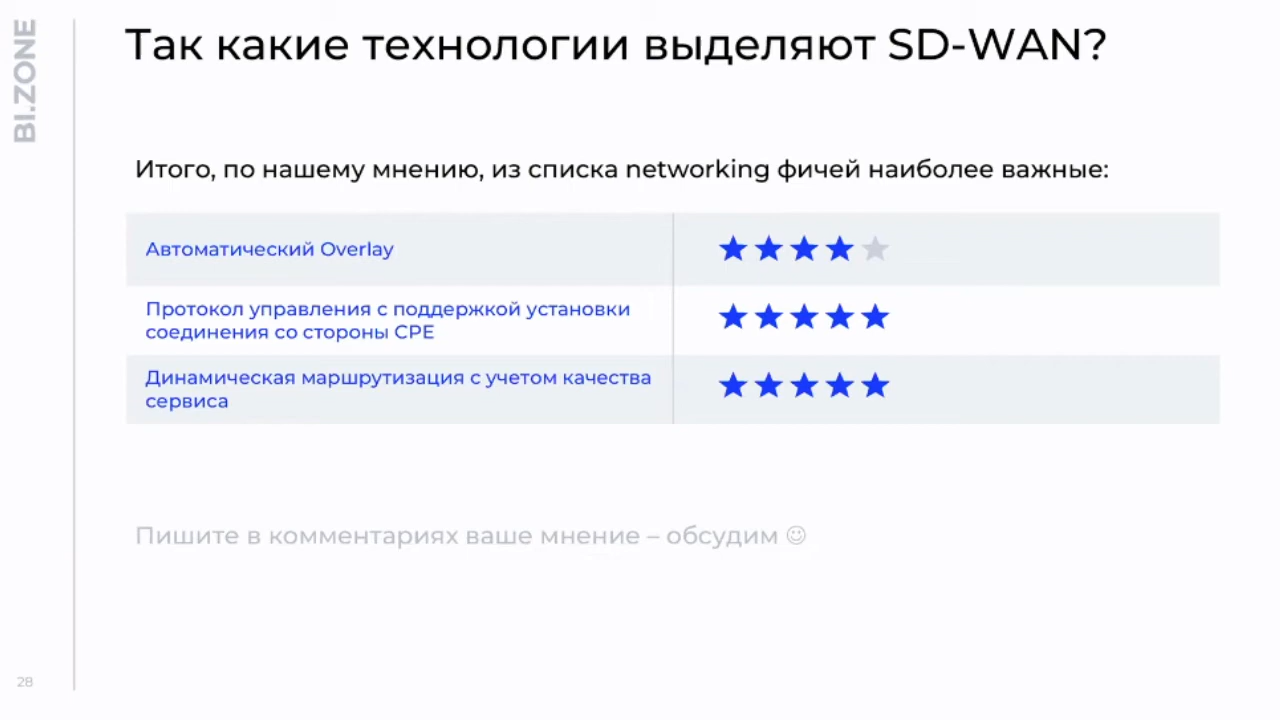 BI.ZONE
Так какие технологии выделяют SD-WAN?
Итого, по нашему мнению, из списка networking фичей наиболее важные:
Автоматический Overlay
Протокол управления с поддержкой установки
соединения со стороны CPE
Динамическая маршрутизация с учетом качества
сервиса
Пишите в комментариях ваше мнение – обсудим ☺
28